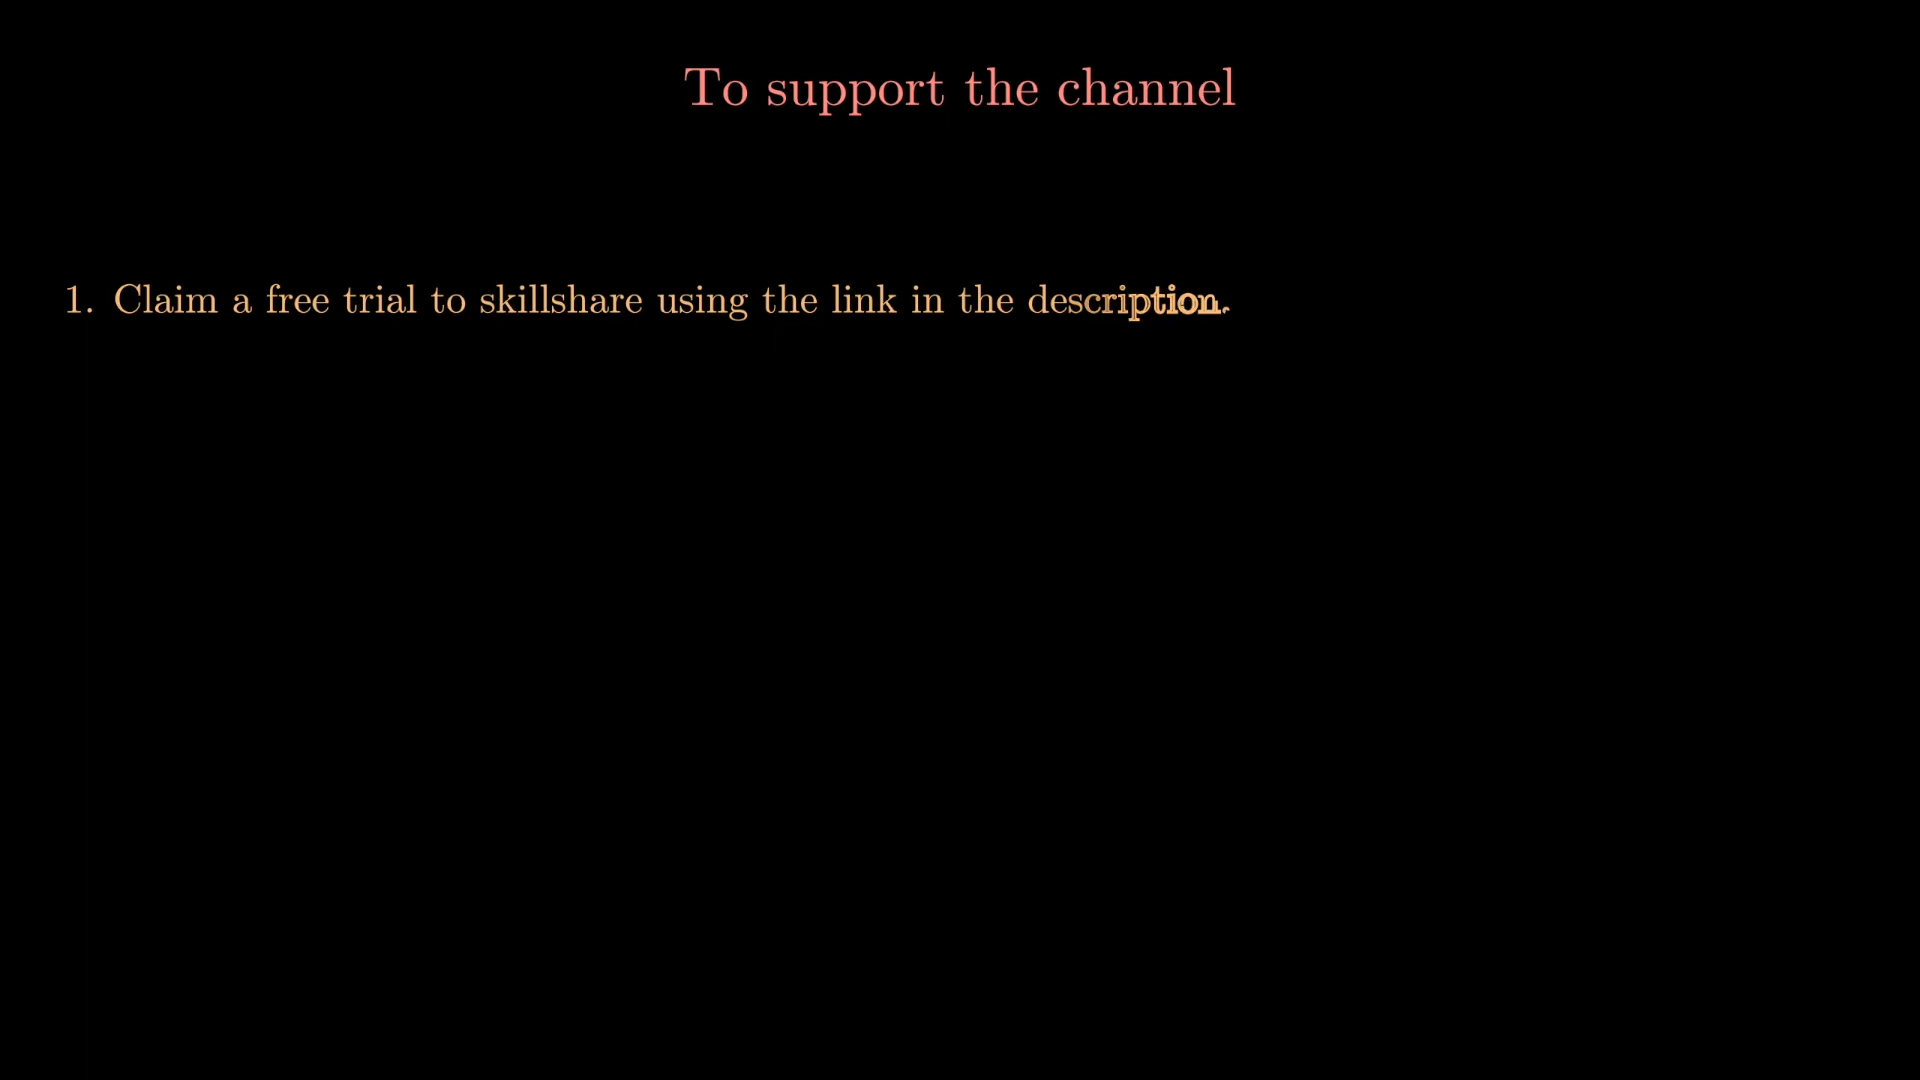 To support the channel
1. Claim a free trial to skillshare using the link in the description.